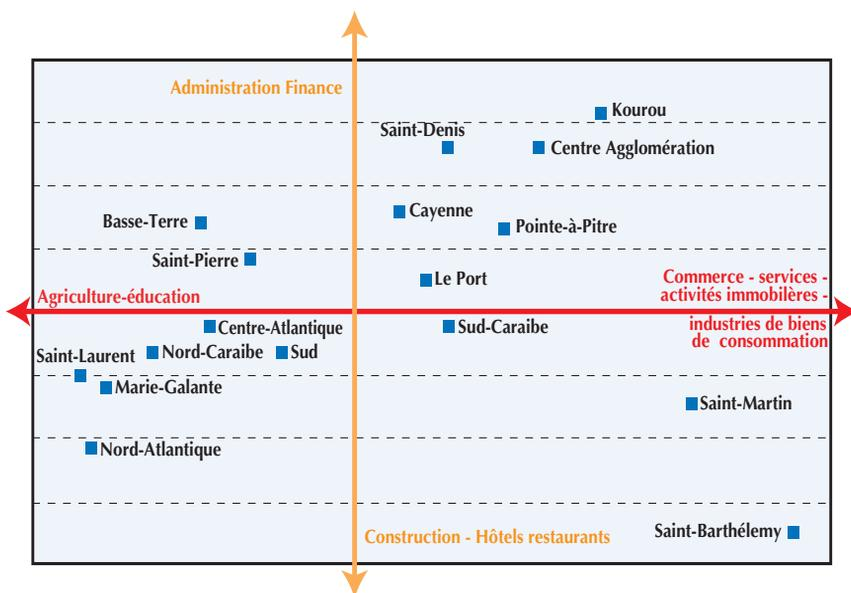 Administration Finance
Kourou
Saint-Denis
Centre Agglomération
Cayenne
Basse-Terre
Pointe-à-Pitre
Saint-Pierre
Le Port
Commerce - services -
activités immobilères -
Agriculture-éducation
industries de biens
de consommation
Centre-Atlantique
Sud-Caraibe
Saint-Laurent
Nord-Caraibe
Sud
Marie-Galante
Saint-Martin
Nord-Atlantique
Construction - Hôtels restaurants
Saint-Barthélemy